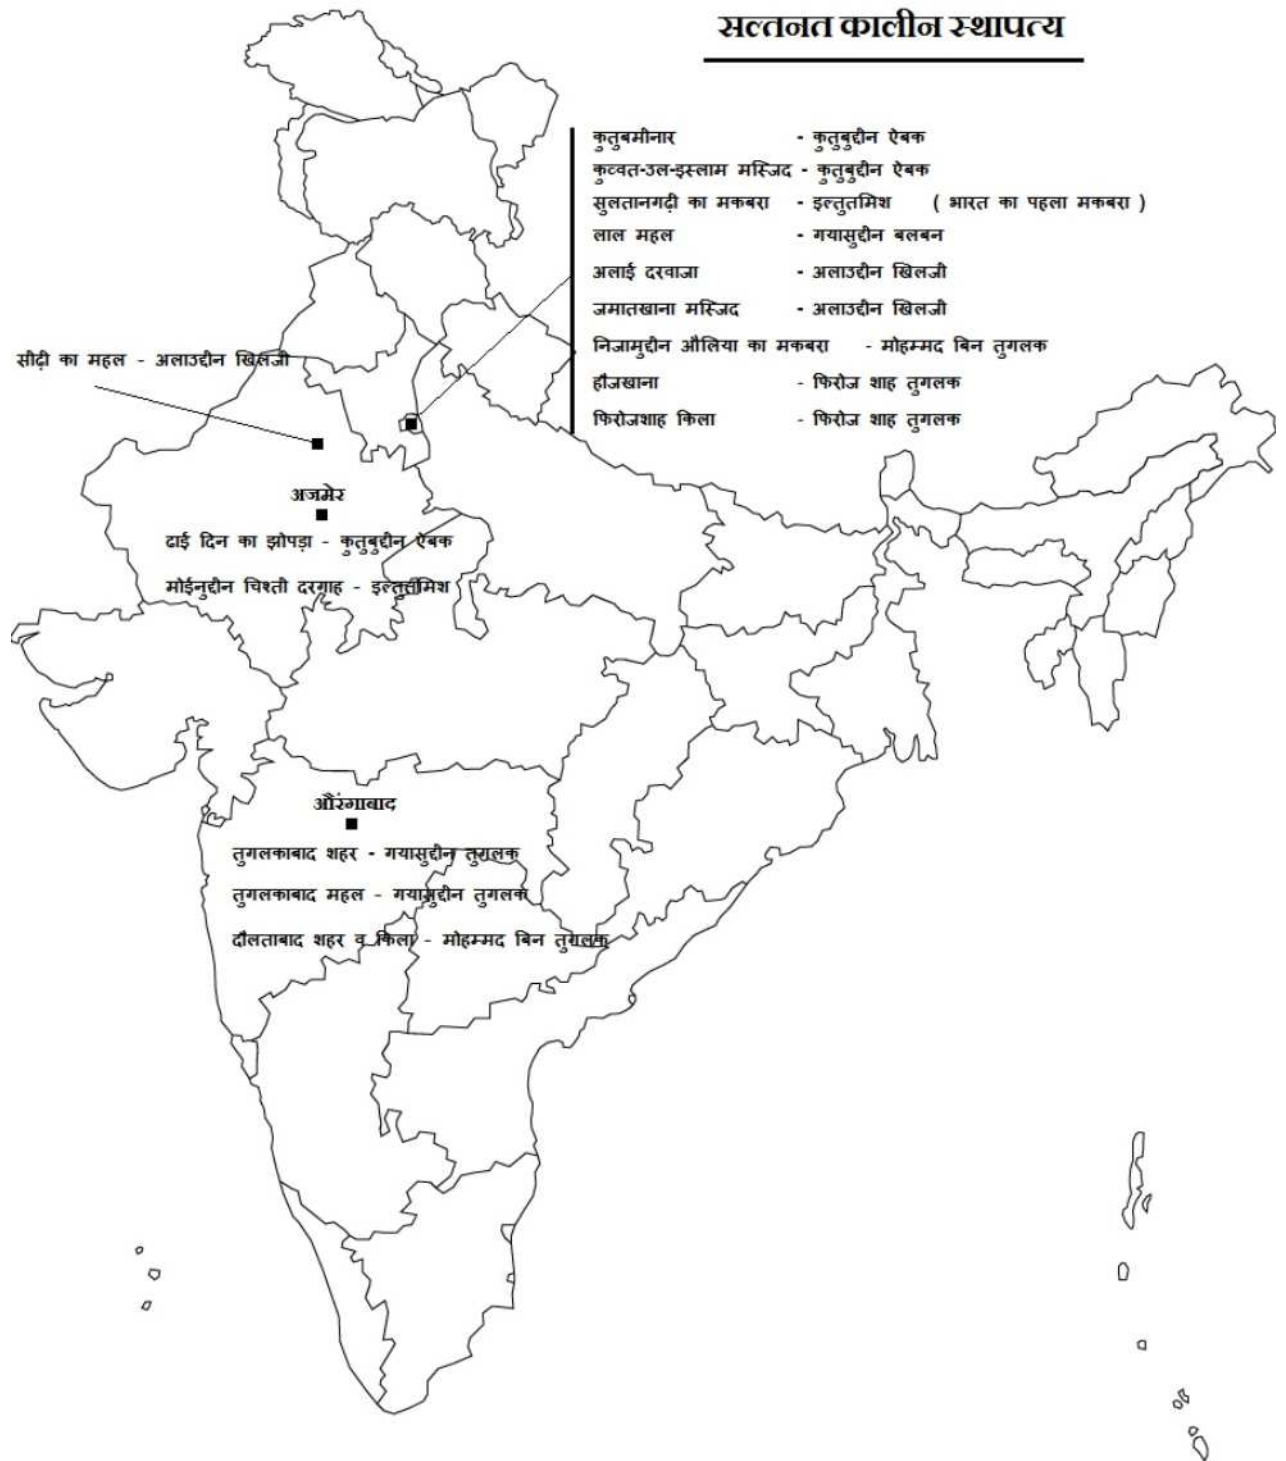 सल्तनत कालीन स्थापत्य
कुतुबमीनार - कुतुबुद्दीन ऐबक
कुव्वत-उल-इस्लाम मस्जिद - कुतुबुद्दीन ऐबक
सुलतानगढ़ी का मकबरा - इल्तुतमिश ( भारत का पहला मकबरा )
लाल महल - गयासुद्दीन बलबन
अलाई दरवाजा - अलाउद्दीन खिलजी
जमातखाना मस्जिद - अलाउद्दीन खिलजी
निजामुद्दीन औलिया का मकबरा - मोहम्मद बिन तुगलक
हौजखाना - फिरोज शाह तुगलक
फिरोजशाह किला - फिरोज शाह तुगलक
सीढ़ी का महल - अलाउद्दीन खिलजी
अजमेर
ढाई दिन का झोपड़ा - कुतुबुद्दीन ऐबक
मोईनुद्दीन चिश्ती दरगाह - इल्तुतमिश
औरंगाबाद
तुगलकाबाद शहर - गयासुद्दीन तुगलक
तुगलकाबाद महल - गयासुद्दीन तुगलक
दौलताबाद शहर व किला - मोहम्मद बिन तुगलक